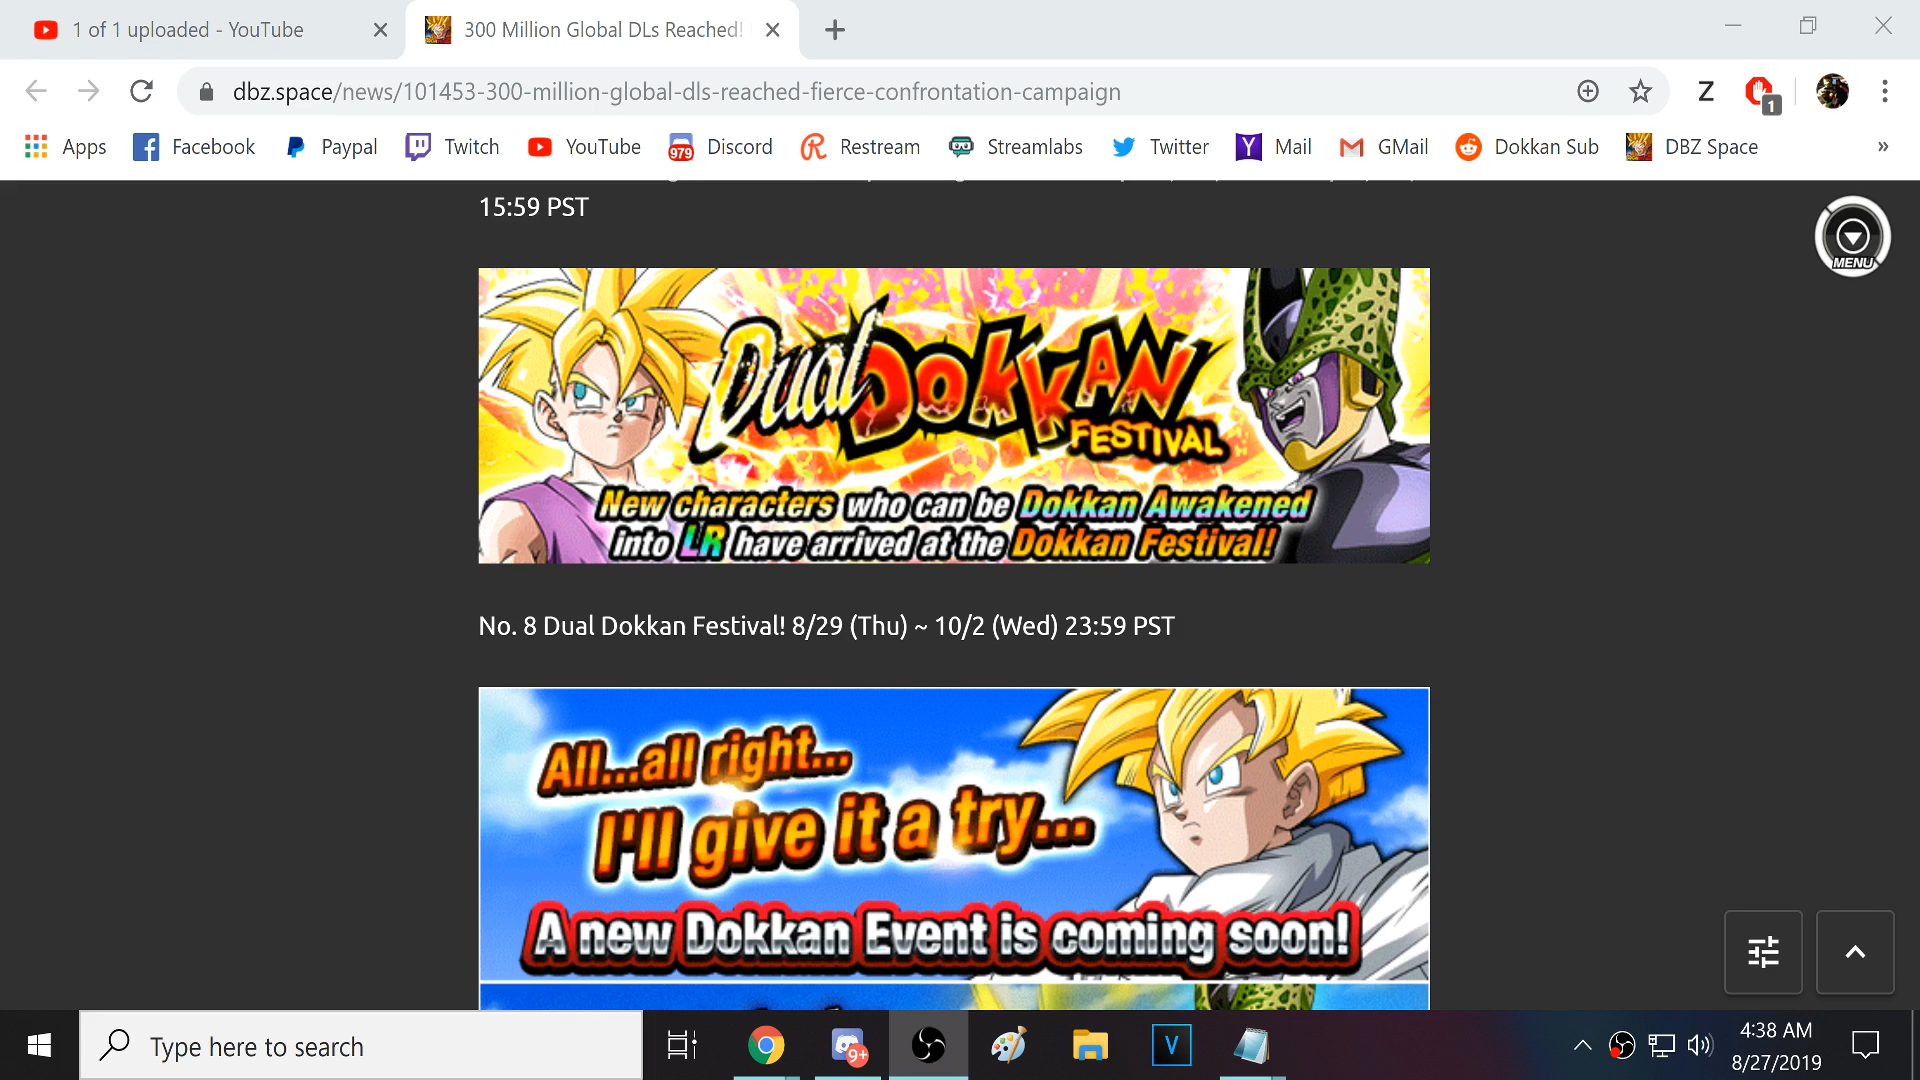 1 of 1 uploaded - YouTube
300 Million Global DLs Reached!
dbz.space/news/101453-300-million-global-dls-reached-fierce-confrontation-campaign
Z
1
Apps
Facebook
Paypal
Twitch
YouTube
979
Discord
Restream
Streamlabs
Twitter
Mail
GMail
Dokkan Sub
DBZ Space
»
15:59 PST
MENU
Dual DOKKAN
FESTIVAL
New characters who can be Dokkan Awakened
into LR have arrived at the Dokkan Festival!
No. 8 Dual Dokkan Festival! 8/29 (Thu) ~ 10/2 (Wed) 23:59 PST
All...all right...
I'll give it a try...
A new Dokkan Event is coming soon!
Type here to search
9+
V
4:38 AM
8/27/2019